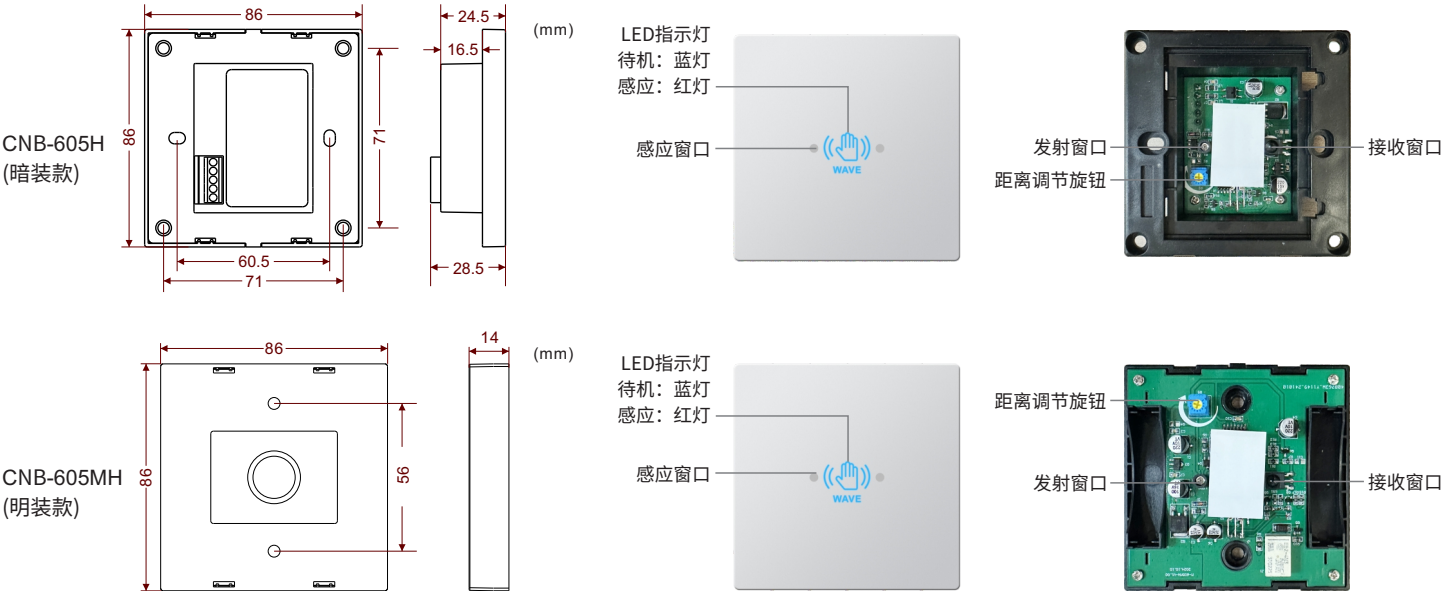 86
24.5
(mm)
16.5
86
71
CNB-605H
(暗装款)
60.5
71
28.5
LED指示灯
待机：蓝灯
感应：红灯
感应窗口
WAVE
发射窗口
接收窗口
距离调节旋钮
86
14
(mm)
86
56
CNB-605MH
(明装款)
LED指示灯
待机：蓝灯
感应：红灯
感应窗口
WAVE
距离调节旋钮
发射窗口
接收窗口